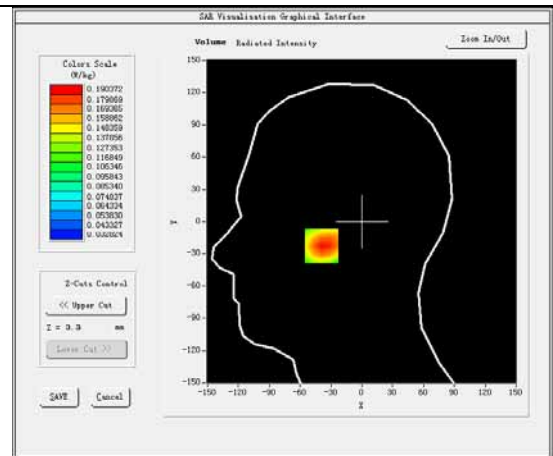 SAR Visualisation Graphical Interface
Volume Radiated Intensity
Zoom In/Out
Colors Scale
(W/kg)
0.190372
0.179869
0.169365
0.158862
0.148359
0.137856
0.127353
0.116849
0.106346
0.095843
0.085340
0.074837
0.064334
0.053830
0.043327
0.032824
Z-Cuts Control
<< Upper Cut
Z = 3.3 mm
Lower Cut >>
SAVE
Cancel
150
120
90
60
30
0
-30
-60
-90
-120
-150
Y
-150 -120 -90 -60 -30 0 30 60 90 120 150
X